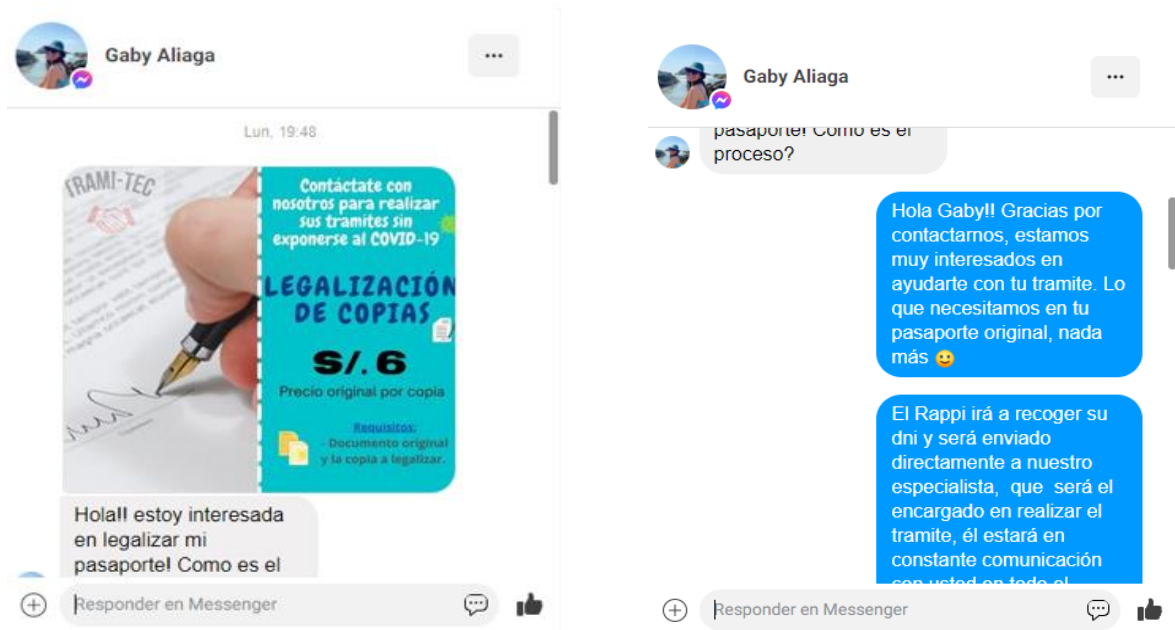 Gaby Aliaga
...
Lun, 19:48
TRAMI-TEC
Contáctate con
nosotros para realizar
sus tramites sin
exponerse al COVID-19
LEGALIZACIÓN
DE COPIAS
S/. 6
Precio original por copia
Requisitos:
- Documento original
y la copia a legalizar.
Hola!! estoy interesada
en legalizar mi
pasaporte! Como es el
Responder en Messenger
Gaby Aliaga
...
pasaporte! Como es el
proceso?
Hola Gaby!! Gracias por
contactarnos, estamos
muy interesados en
ayudarte con tu tramite. Lo
que necesitamos en tu
pasaporte original, nada
más 🙂
El Rappi irá a recoger su
dni y será enviado
directamente a nuestro
especialista, que será el
encargado en realizar el
tramite, él estará en
constante comunicación
con usted en todo el
Responder en Messenger